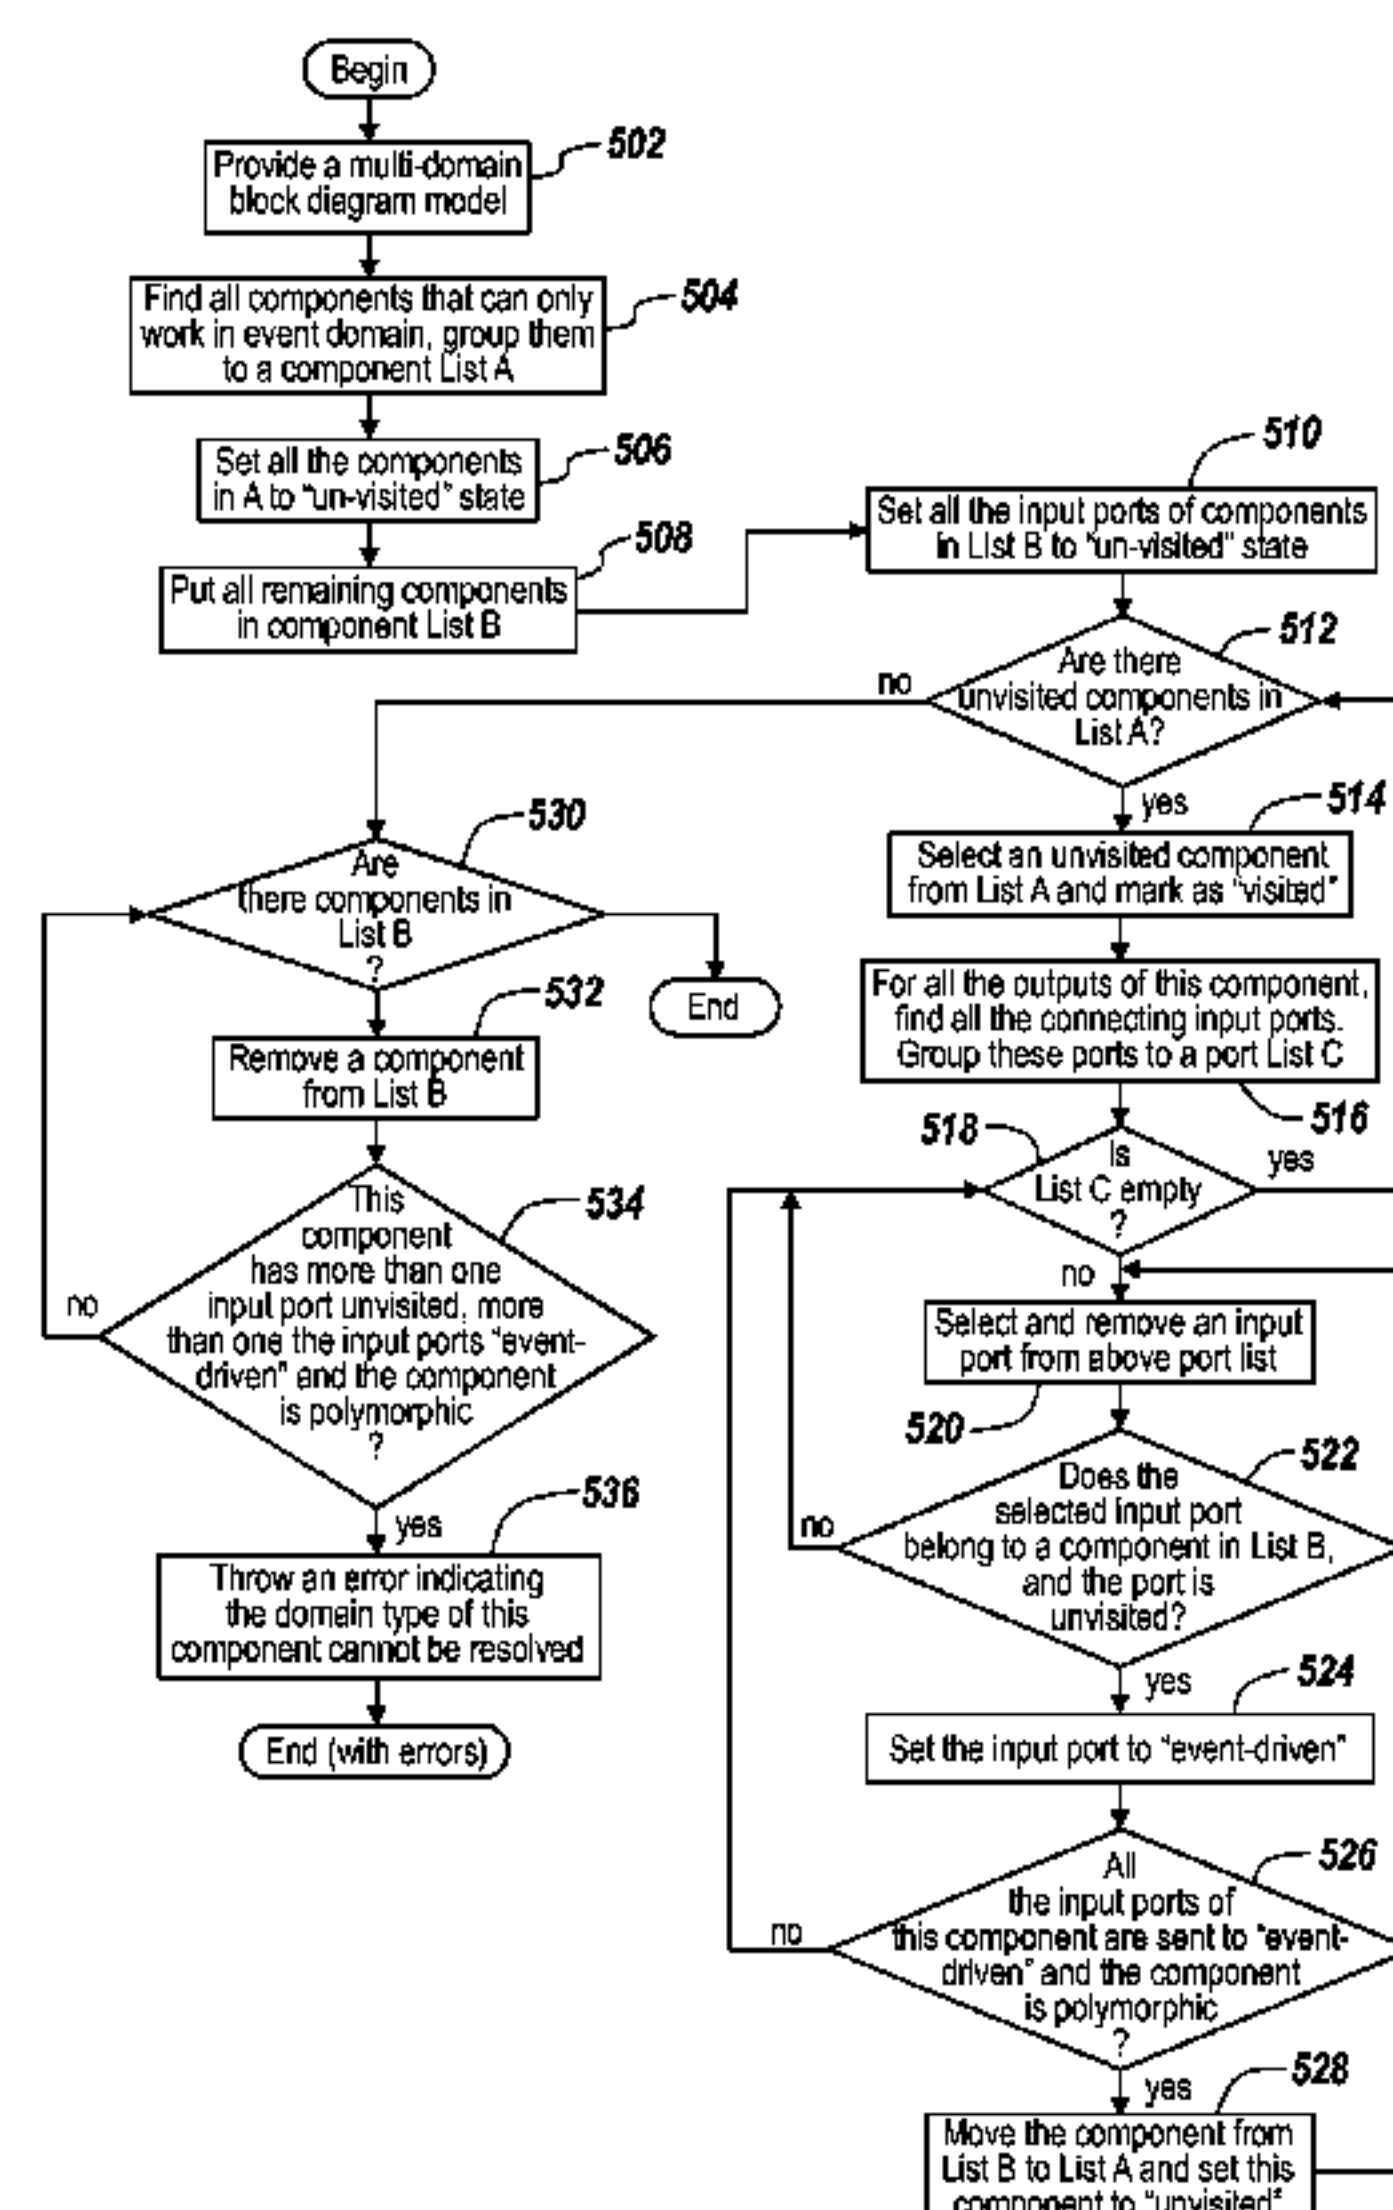 Begin
502
Provide a multi-domain
block diagram model
504
Find all components that can only
work in event domain, group them
to a component List A
506
Set all the components
in A to "un-visited" state
508
Put all remaining components
in component List B
510
Set all the input ports of components
in List B to "un-visited" state
512
Are there
unvisited components in
List A?
no
yes
514
Select an unvisited component
from List A and mark as "visited"
516
For all the outputs of this component,
find all the connecting input ports.
Group these ports to a port List C
518
Is
List C empty
?
yes
no
Select and remove an input
port from above port list
520
522
Does the
selected input port
belong to a component in List B,
and the port is
unvisited?
no
yes
524
Set the input port to "event-driven"
526
All
the input ports of
this component are sent to "event-
driven" and the component
is polymorphic
?
no
yes
528
Move the component from
List B to List A and set this
component to "unvisited"
530
Are
there components in
List B
?
End
532
Remove a component
from List B
534
This
component
has more than one
input port unvisited, more
than one the input ports "event-
driven" and the component
is polymorphic
?
no
yes
536
Throw an error indicating
the domain type of this
component cannot be resolved
End (with errors)